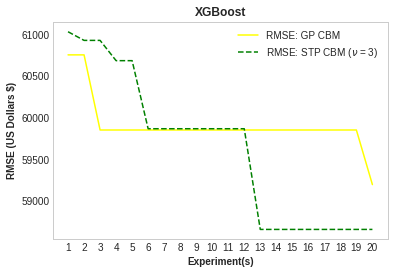 XGBoost
RMSE: GP CBM
RMSE: STP CBM (ν = 3)
RMSE (US Dollars $)
61000
60500
60000
59500
59000
1 2 3 4 5 6 7 8 9 10 11 12 13 14 15 16 17 18 19 20
Experiment(s)